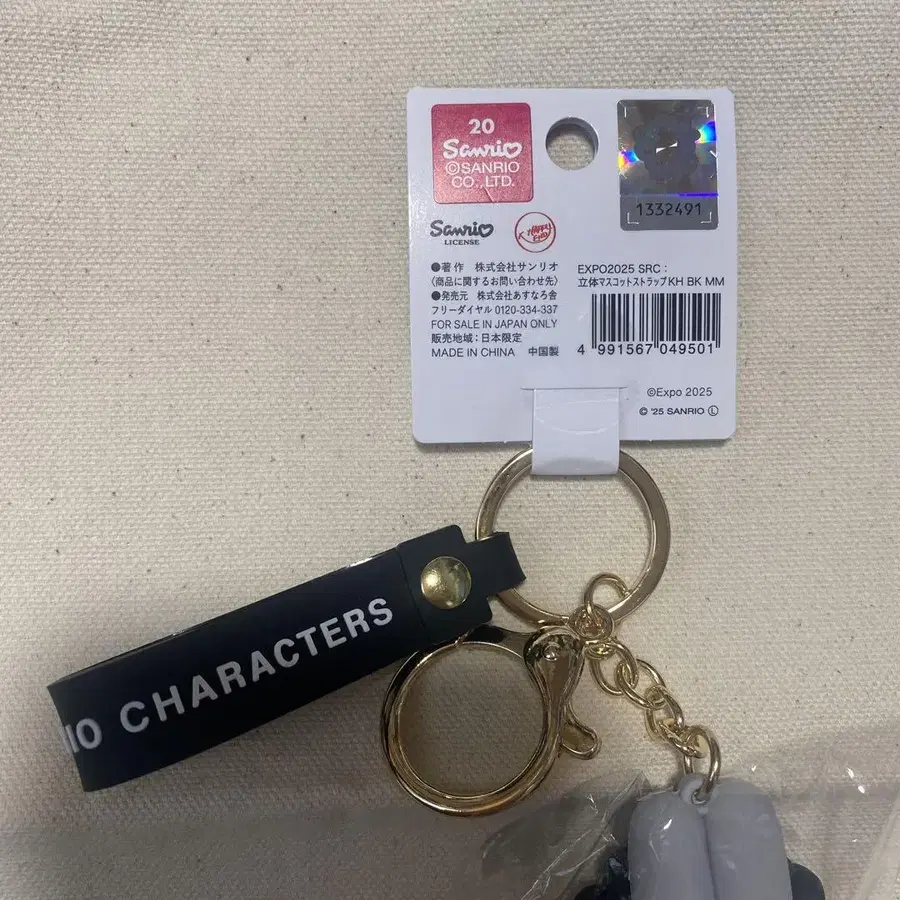 20
Sanrio
©SANRIO
CO.,LTD.
1332491
Sanrio
LICENSE
●著作 株式会社サンリオ
〈商品に関するお問い合わせ先〉
●発売元 株式会社あすなろ舎
フリーダイヤル 0120-334-337
FOR SALE IN JAPAN ONLY
販売地域：日本限定
MADE IN CHINA 中国製
EXPO2025 SRC :
立体マスコットストラップKH BK MM
4 991567 049501
©Expo 2025
© '25 SANRIO Ⓛ
IO CHARACTERS